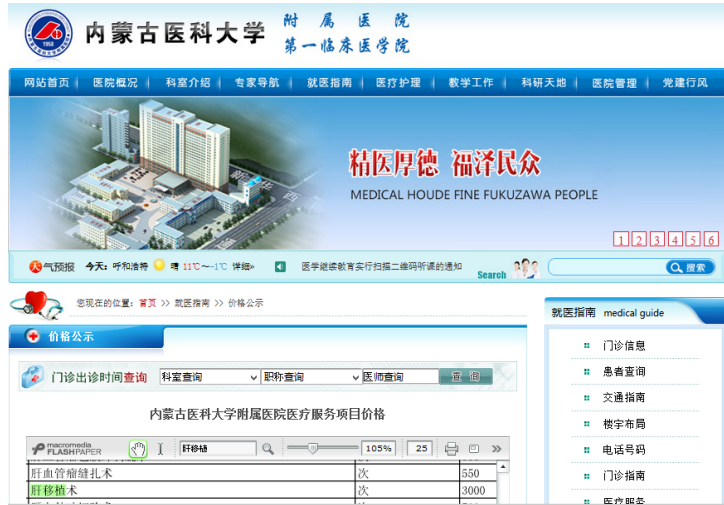 内蒙古医科大学
附属医院
第一临床医学院
1958
网站首页 医院概况 科室介绍 专家导航 就医指南 医疗护理 教学工作 科研天地 医院管理 党建行风
精医厚德 福泽民众
MEDICAL HOUDE FINE FUKUZAWA PEOPLE
1 2 3 4 5 6
天气预报 今天：呼和浩特 晴 11℃～-1℃ 详细» 医学继续教育实行扫描二维码听课的通知 Search 搜索
您现在的位置：首页 >> 就医指南 >> 价格公示
就医指南 medical guide
价格公示
门诊信息
患者查询
交通指南
楼宇布局
电话号码
门诊指南
医疗服务
门诊出诊时间查询 科室查询 职称查询 医师查询 查 询
内蒙古医科大学附属医院医疗服务项目价格
macromedia
FLASHPAPER 肝移植 105% 25
肝血管瘤缝扎术 次 550
肝移植术 次 3000